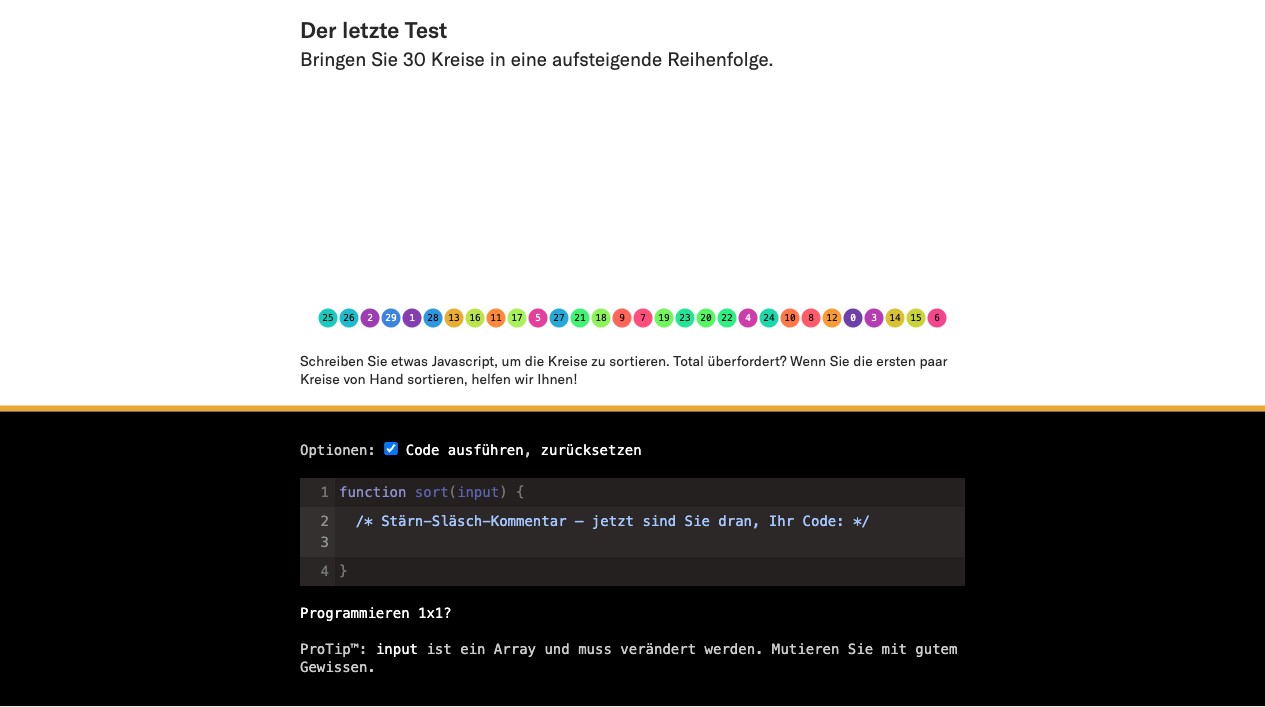 Der letzte Test
Bringen Sie 30 Kreise in eine aufsteigende Reihenfolge.
25 26 2 29 1 28 13 16 11 17 5 27 21 18 9 7 19 23 20 22 4 24 10 8 12 0 3 14 15 6
Schreiben Sie etwas Javascript, um die Kreise zu sortieren. Total überfordert? Wenn Sie die ersten paar
Kreise von Hand sortieren, helfen wir Ihnen!
Optionen: Code ausführen, zurücksetzen
1 function sort(input) {
2 /* Stärn-Släsch-Kommentar – jetzt sind Sie dran, Ihr Code: */
3
4 }
Programmieren 1x1?
ProTip™: input ist ein Array und muss verändert werden. Mutieren Sie mit gutem
Gewissen.